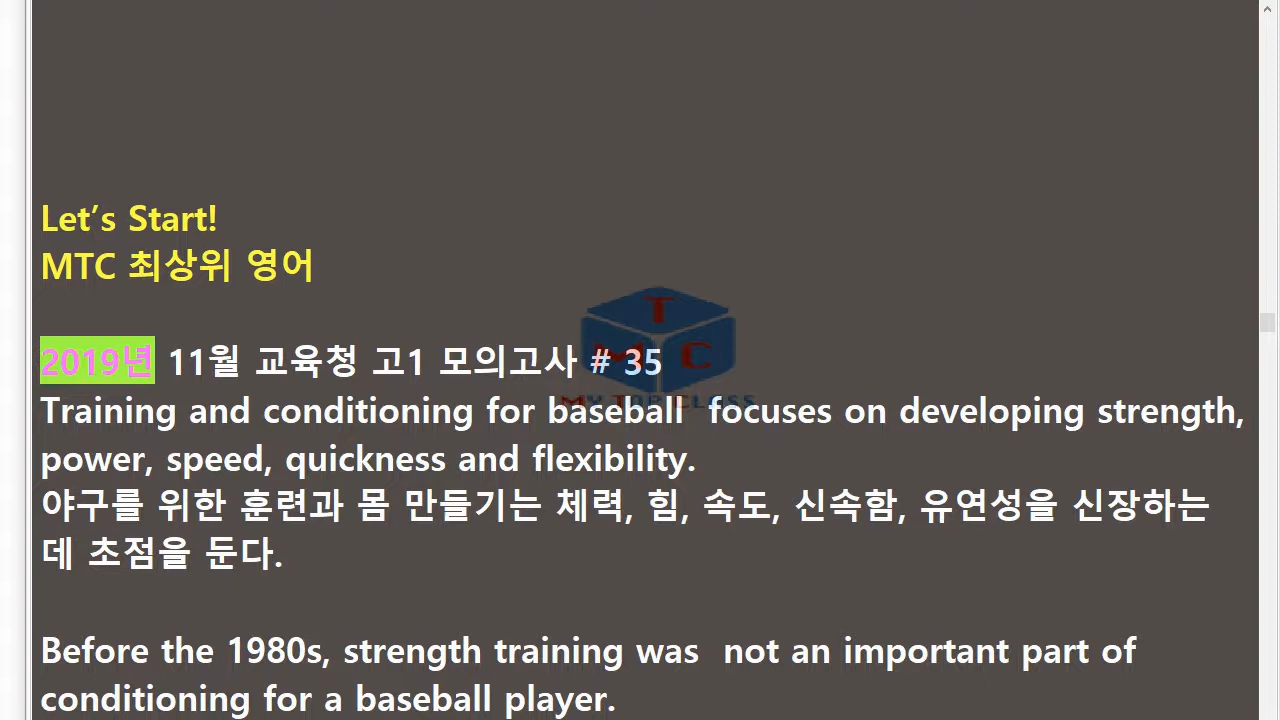 Let's Start!
MTC 최상위 영어
T
M C
MY TOP CLASS
2019년 11월 교육청 고1 모의고사 # 35
Training and conditioning for baseball focuses on developing strength,
power, speed, quickness and flexibility.
야구를 위한 훈련과 몸 만들기는 체력, 힘, 속도, 신속함, 유연성을 신장하는
데 초점을 둔다.
Before the 1980s, strength training was not an important part of
conditioning for a baseball player.